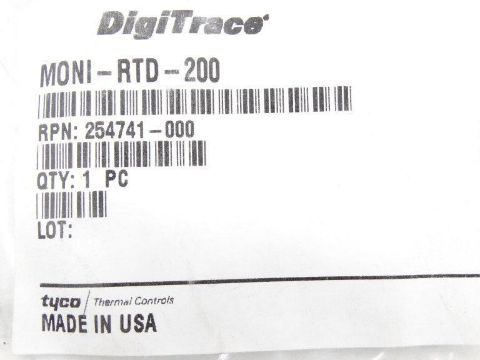 DigiTrace
MONI-RTD-200
RPN: 254741-000
QTY: 1 PC
LOT:
tyco / Thermal Controls
MADE IN USA